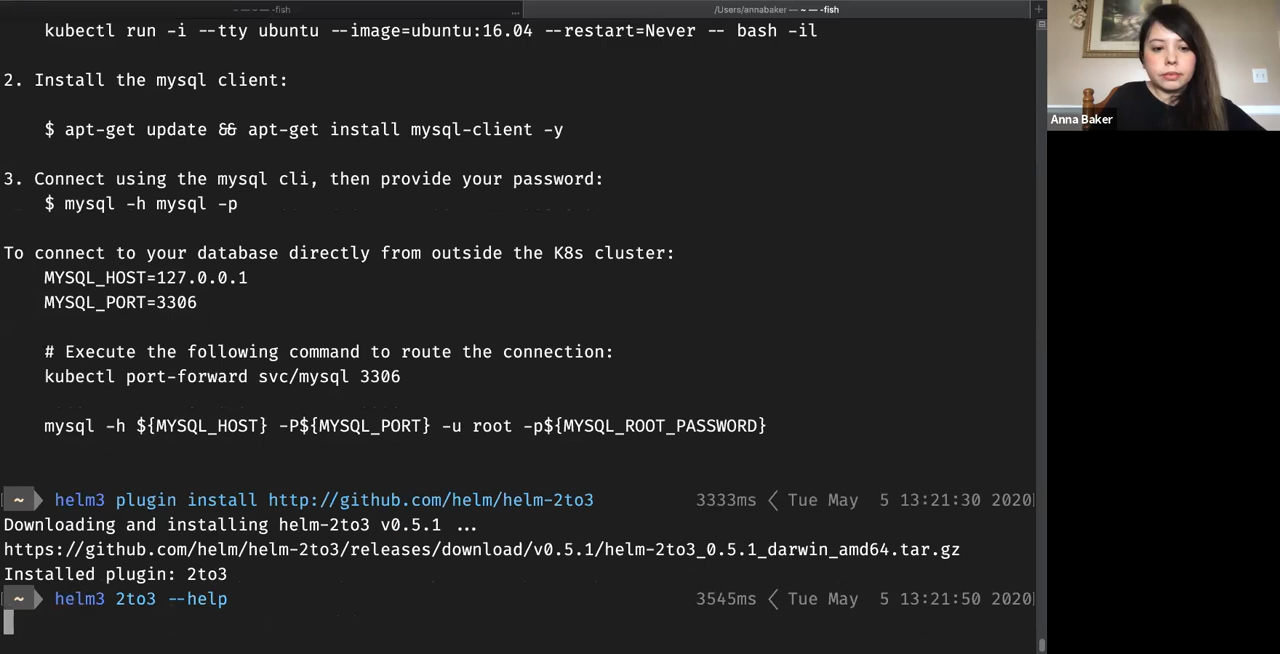 ~ — ~ — -fish
...
/Users/annabaker — ~ — -fish
+
kubectl run -i --tty ubuntu --image=ubuntu:16.04 --restart=Never -- bash -il
2. Install the mysql client:
$ apt-get update && apt-get install mysql-client -y
3. Connect using the mysql cli, then provide your password:
$ mysql -h mysql -p
To connect to your database directly from outside the K8s cluster:
MYSQL_HOST=127.0.0.1
MYSQL_PORT=3306
# Execute the following command to route the connection:
kubectl port-forward svc/mysql 3306
mysql -h ${MYSQL_HOST} -P${MYSQL_PORT} -u root -p${MYSQL_ROOT_PASSWORD}
~ helm3 plugin install http://github.com/helm/helm-2to3 3333ms < Tue May 5 13:21:30 2020
Downloading and installing helm-2to3 v0.5.1 ...
https://github.com/helm/helm-2to3/releases/download/v0.5.1/helm-2to3_0.5.1_darwin_amd64.tar.gz
Installed plugin: 2to3
~ helm3 2to3 --help 3545ms < Tue May 5 13:21:50 2020
Anna Baker